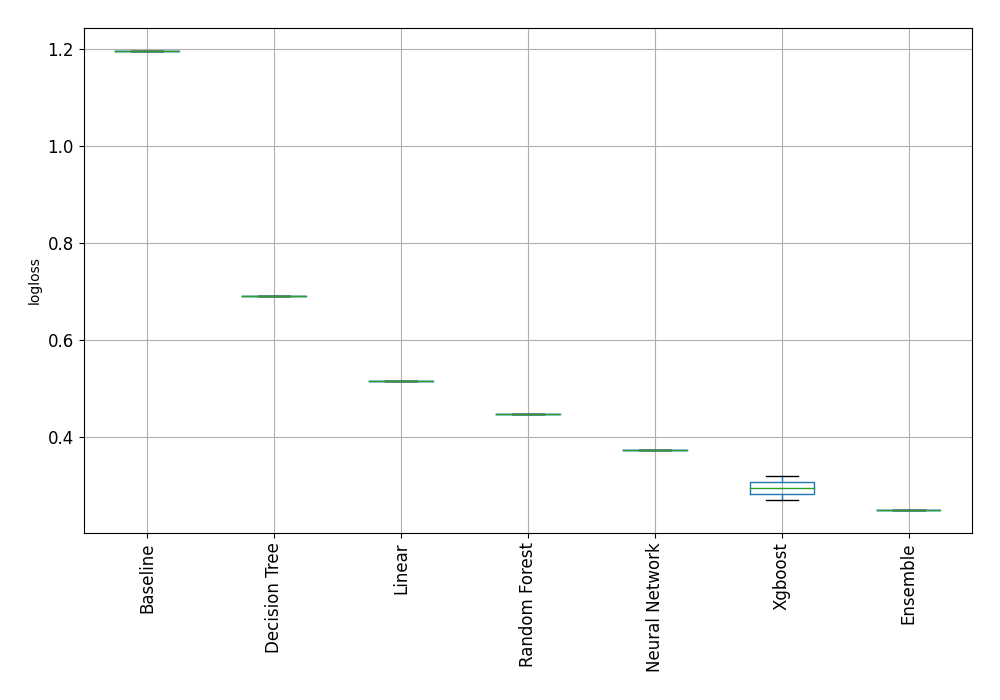 1.2
1.0
0.8
0.6
0.4
logloss
Baseline
Decision Tree
Linear
Random Forest
Neural Network
Xgboost
Ensemble